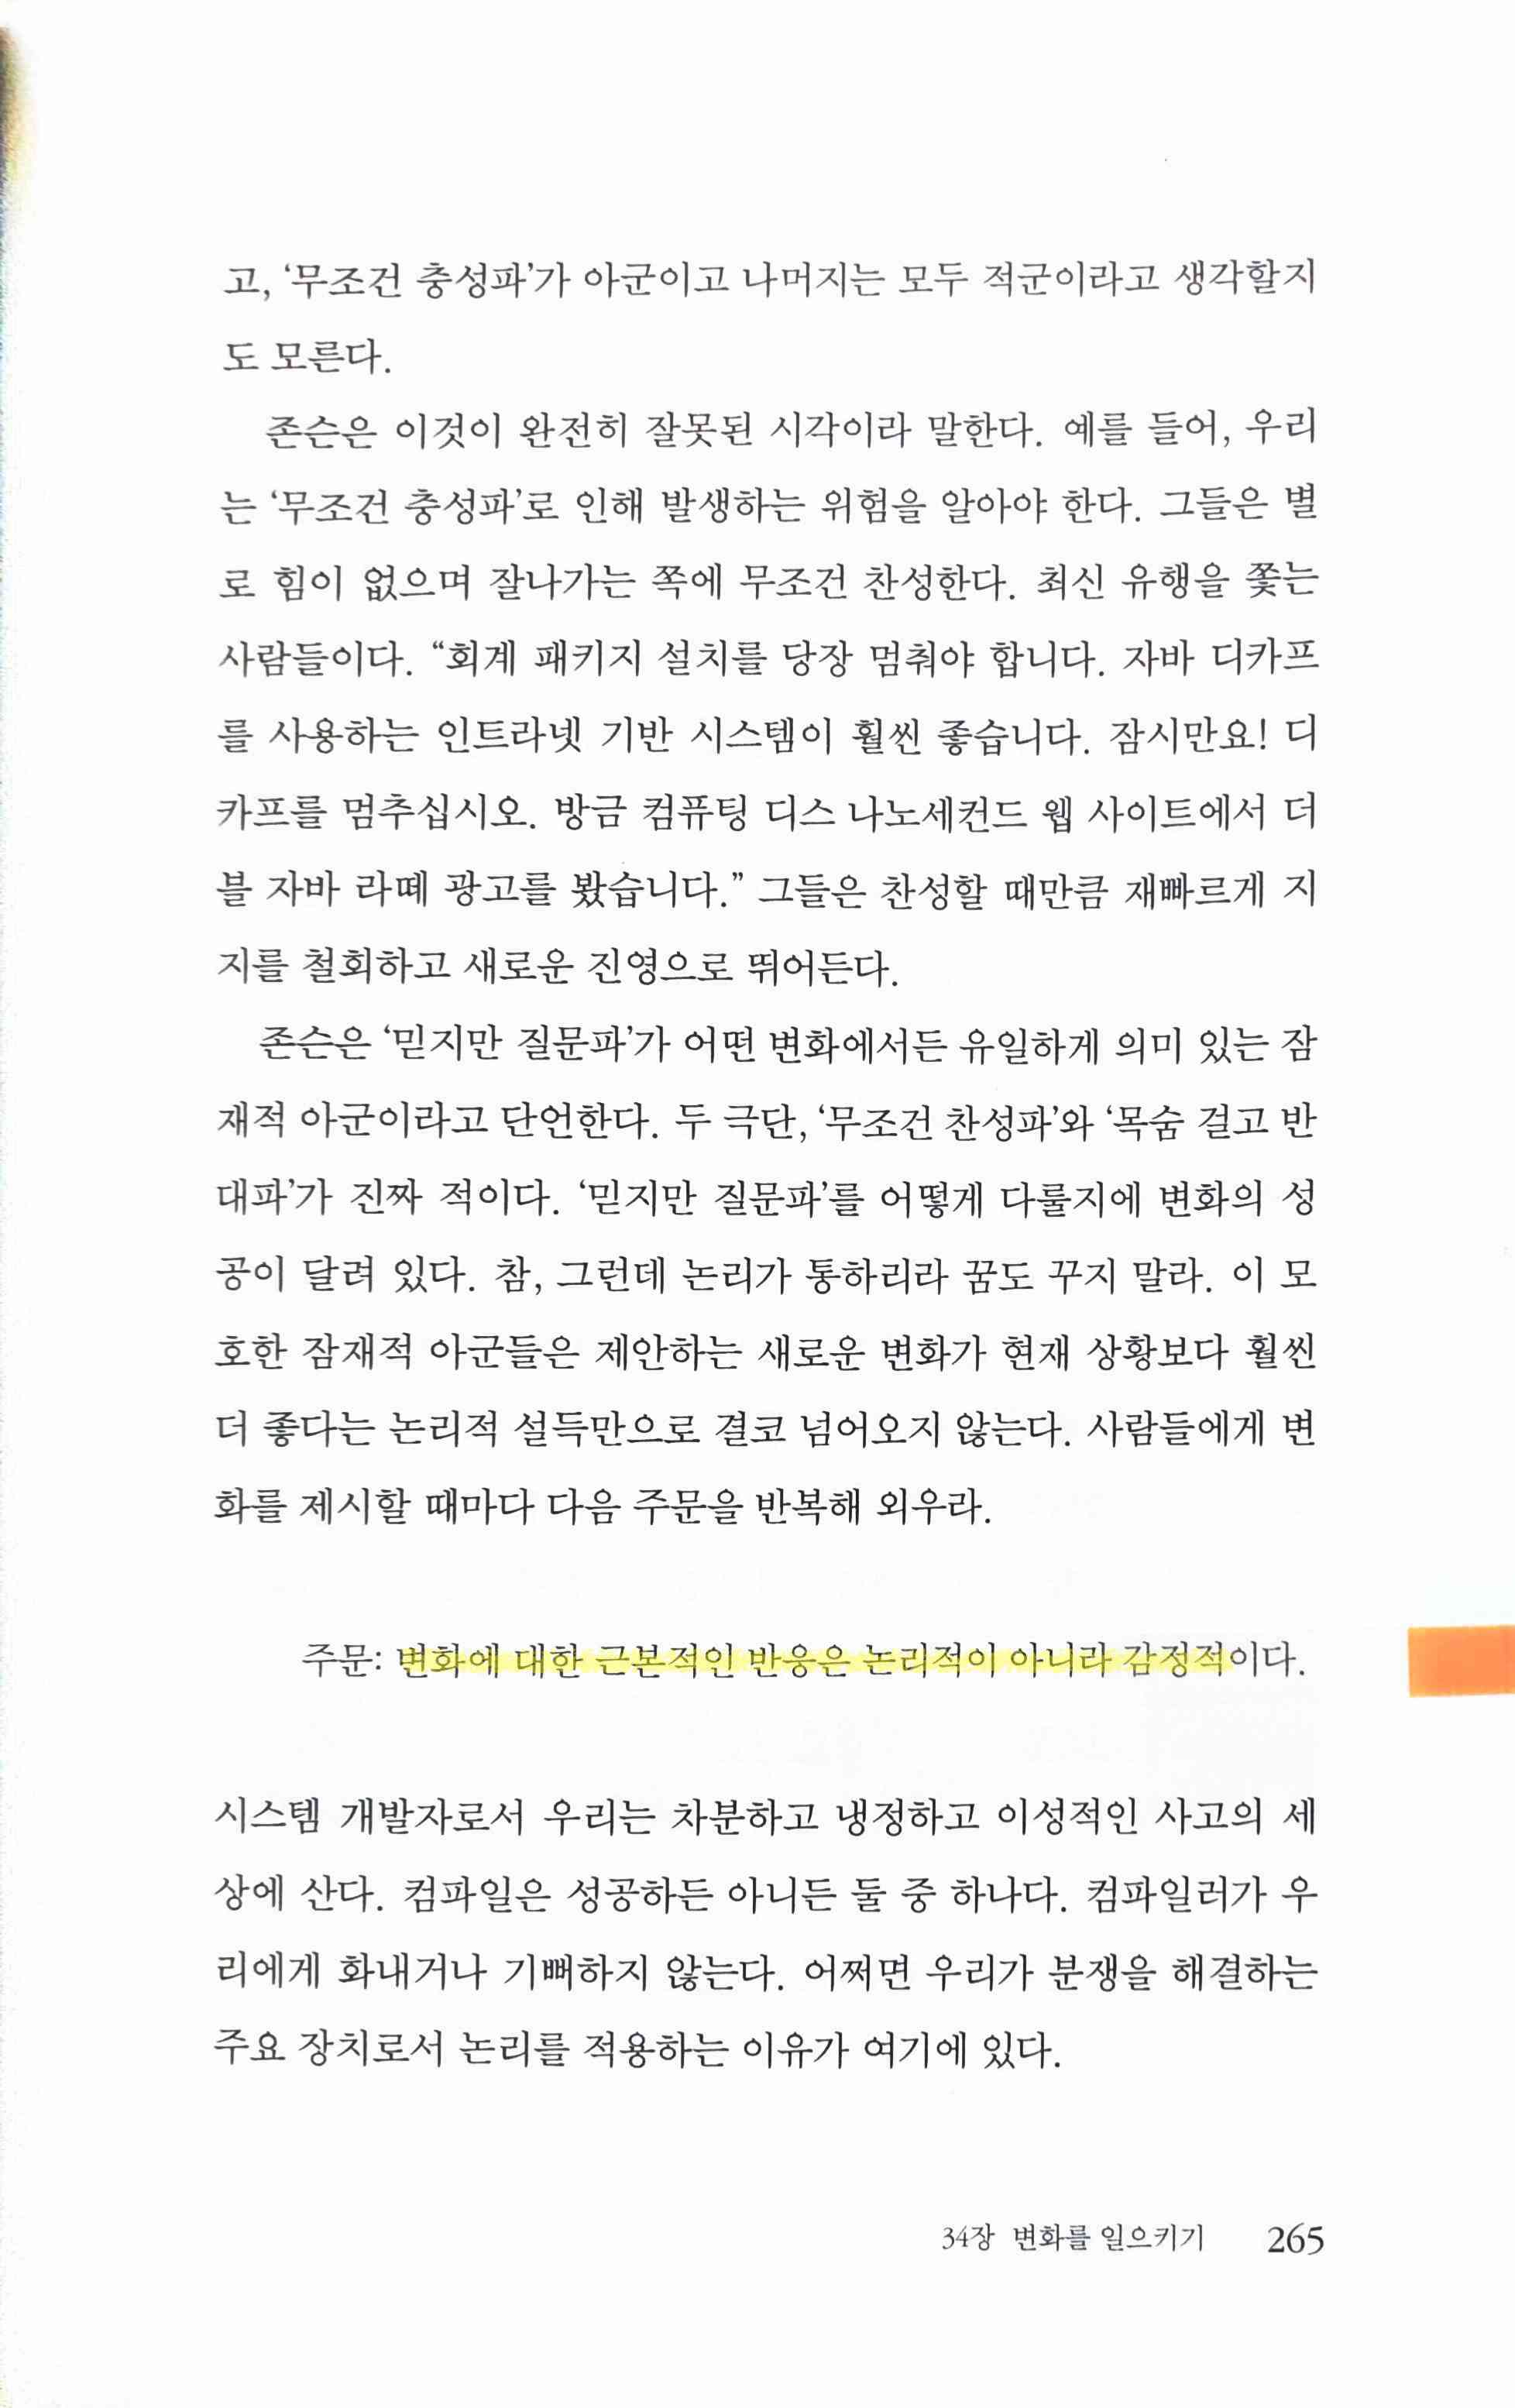 고, ‘무조건 충성파’가 아군이고 나머지는 모두 적군이라고 생각할지
도 모른다.
존슨은 이것이 완전히 잘못된 시각이라 말한다. 예를 들어, 우리
는 ‘무조건 충성파’로 인해 발생하는 위험을 알아야 한다. 그들은 별
로 힘이 없으며 잘나가는 쪽에 무조건 찬성한다. 최신 유행을 쫓는
사람들이다. “회계 패키지 설치를 당장 멈춰야 합니다. 자바 디카프
를 사용하는 인트라넷 기반 시스템이 훨씬 좋습니다. 잠시만요! 디
카프를 멈추십시오. 방금 컴퓨팅 디스 나노세컨드 웹 사이트에서 더
블 자바 라떼 광고를 봤습니다.” 그들은 찬성할 때만큼 재빠르게 지
지를 철회하고 새로운 진영으로 뛰어든다.
존슨은 ‘믿지만 질문파’가 어떤 변화에서든 유일하게 의미 있는 잠
재적 아군이라고 단언한다. 두 극단, ‘무조건 찬성파’와 ‘목숨 걸고 반
대파’가 진짜 적이다. ‘믿지만 질문파’를 어떻게 다룰지에 변화의 성
공이 달려 있다. 참, 그런데 논리가 통하리라 꿈도 꾸지 말라. 이 모
호한 잠재적 아군들은 제안하는 새로운 변화가 현재 상황보다 훨씬
더 좋다는 논리적 설득만으로 결코 넘어오지 않는다. 사람들에게 변
화를 제시할 때마다 다음 주문을 반복해 외우라.
주문: 변화에 대한 근본적인 반응은 논리적이 아니라 감정적이다.
시스템 개발자로서 우리는 차분하고 냉정하고 이성적인 사고의 세
상에 산다. 컴파일은 성공하든 아니든 둘 중 하나다. 컴파일러가 우
리에게 화내거나 기뻐하지 않는다. 어쩌면 우리가 분쟁을 해결하는
주요 장치로서 논리를 적용하는 이유가 여기에 있다.
34장 변화를 일으키기 265